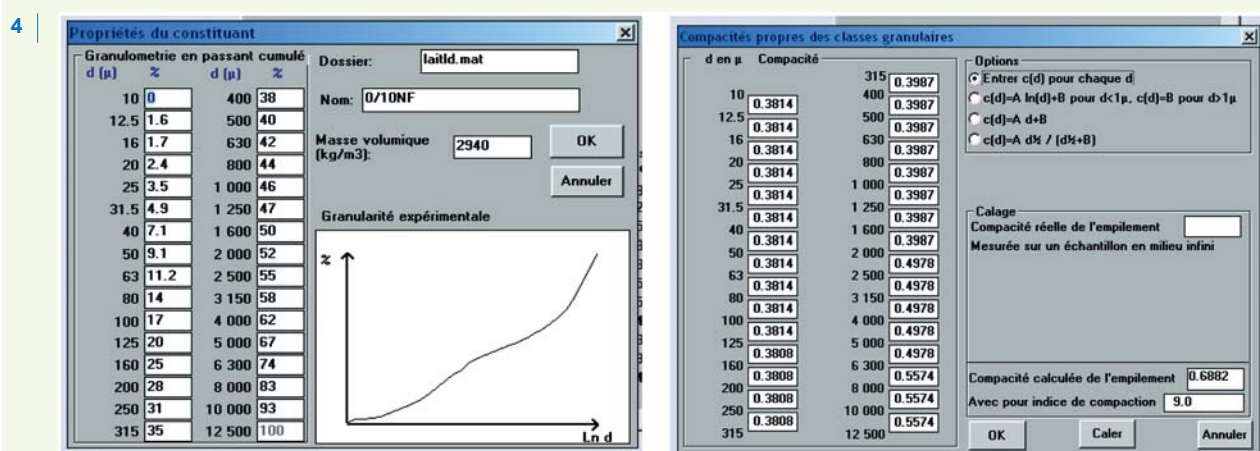 4
Propriétés du constituant
Granulometrie en passant cumulé
d (µ) % d (µ) %
10 0 400 38
12.5 1.6 500 40
16 1.7 630 42
20 2.4 800 44
25 3.5 1 000 46
31.5 4.9 1 250 47
40 7.1 1 600 50
50 9.1 2 000 52
63 11.2 2 500 55
80 14 3 150 58
100 17 4 000 62
125 20 5 000 67
160 25 6 300 74
200 28 8 000 83
250 31 10 000 93
315 35 12 500 100
Dossier: laitld.mat
Nom: 0/10NF
Masse volumique
(kg/m3): 2940
OK
Annuler
Granularité expérimentale
%
Ln d
Compacités propres des classes granulaires
d en µ Compacité
10
0.3814
12.5
0.3814
16
0.3814
20
0.3814
25
0.3814
31.5
0.3814
40
0.3814
50
0.3814
63
0.3814
80
0.3814
100
0.3814
125
0.3808
160
0.3808
200
0.3808
250
0.3808
315
315
0.3987
400
0.3987
500
0.3987
630
0.3987
800
0.3987
1 000
0.3987
1 250
0.3987
1 600
0.3987
2 000
0.4978
2 500
0.4978
3 150
0.4978
4 000
0.4978
5 000
0.4978
6 300
0.5574
8 000
0.5574
10 000
0.5574
12 500
Options
Entrer c(d) pour chaque d
c(d)=A ln(d)+B pour d<1µ, c(d)=B pour d>1µ
c(d)=A d+B
c(d)=A d½ / (d½+B)
Calage
Compacité réelle de l'empilement
Mesurée sur un échantillon en milieu infini
Compacité calculée de l'empilement 0.6882
Avec pour indice de compaction 9.0
OK
Caler
Annuler